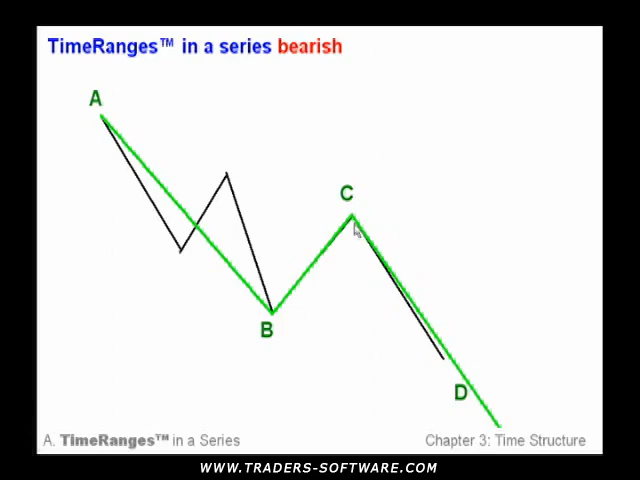 TimeRanges™ in a series bearish
A
C
B
D
A. TimeRanges™ in a Series
Chapter 3: Time Structure
WWW.TRADERS-SOFTWARE.COM